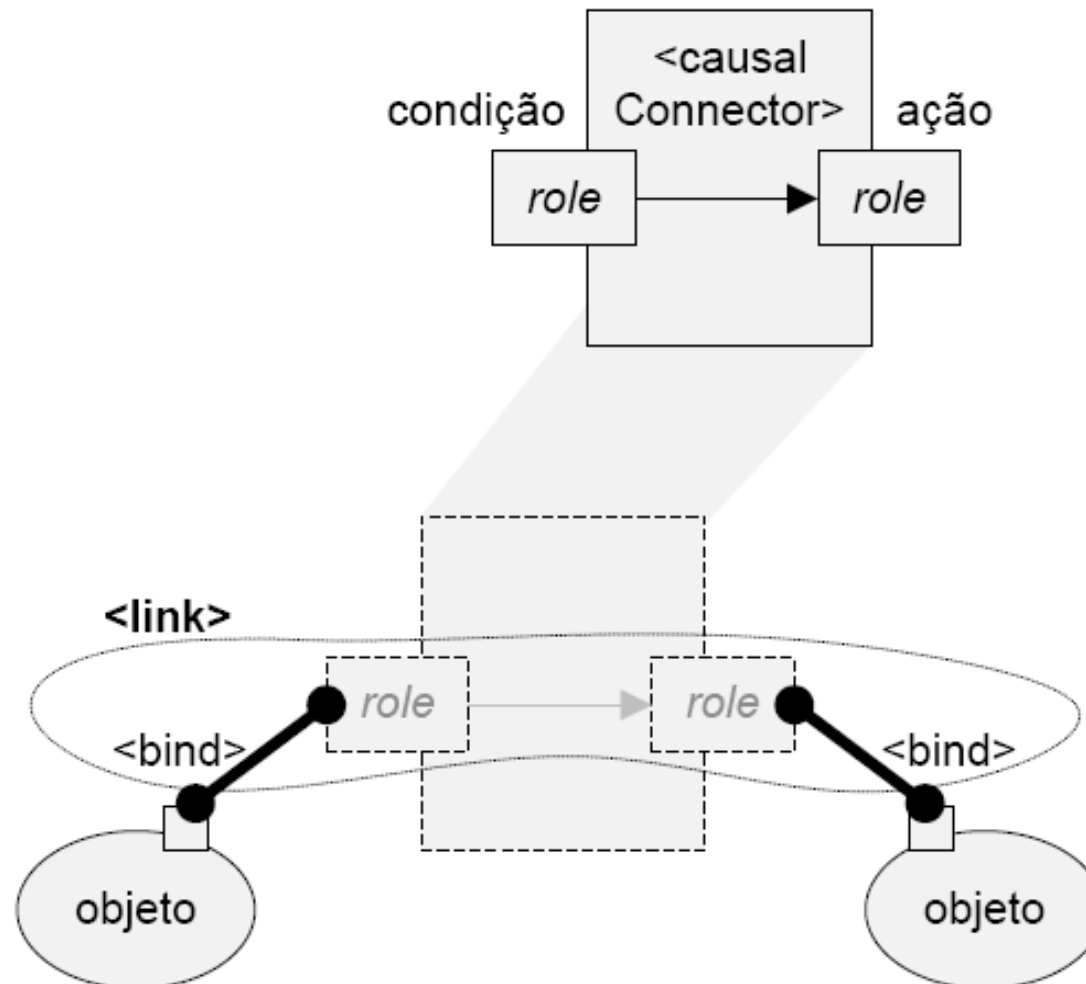 <causal
Connector>
condição
ação
role
role
<link>
role
role
<bind>
<bind>
objeto
objeto